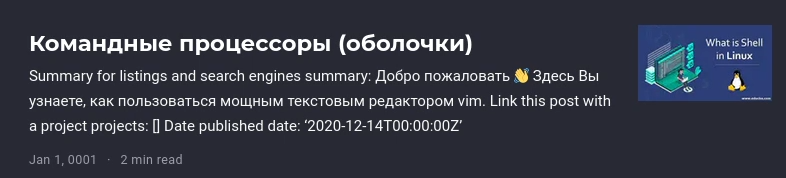 Командные процессоры (оболочки)
Summary for listings and search engines summary: Добро пожаловать 👋 Здесь Вы
узнаете, как пользоваться мощным текстовым редактором vim. Link this post with
a project projects: [] Date published date: ‘2020-12-14T00:00:00Z’
Jan 1, 0001 · 2 min read
What is Shell
in Linux